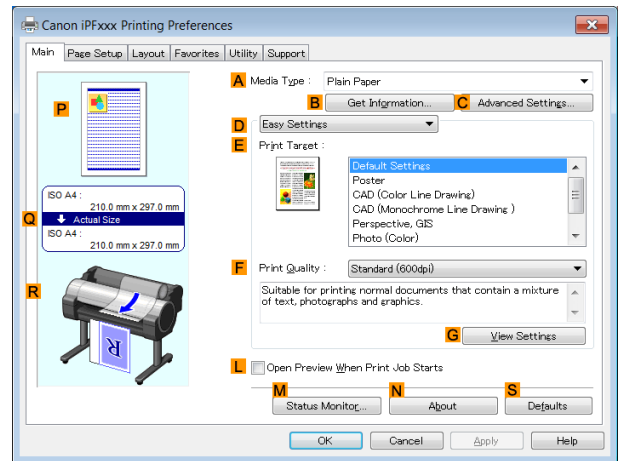 Canon iPFxxx Printing Preferences
Main Page Setup Layout Favorites Utility Support
A Media Type : Plain Paper
B Get Information... C Advanced Settings...
P
D Easy Settings
E Print Target :
Default Settings
Poster
CAD (Color Line Drawing)
CAD (Monochrome Line Drawing )
Perspective, GIS
Photo (Color)
ISO A4 :
210.0 mm x 297.0 mm
Q Actual Size
ISO A4 :
210.0 mm x 297.0 mm
F Print Quality : Standard (600dpi)
Suitable for printing normal documents that contain a mixture
of text, photographs and graphics.
R
R
G View Settings
L Open Preview When Print Job Starts
M N S
Status Monitor... About Defaults
OK Cancel Apply Help